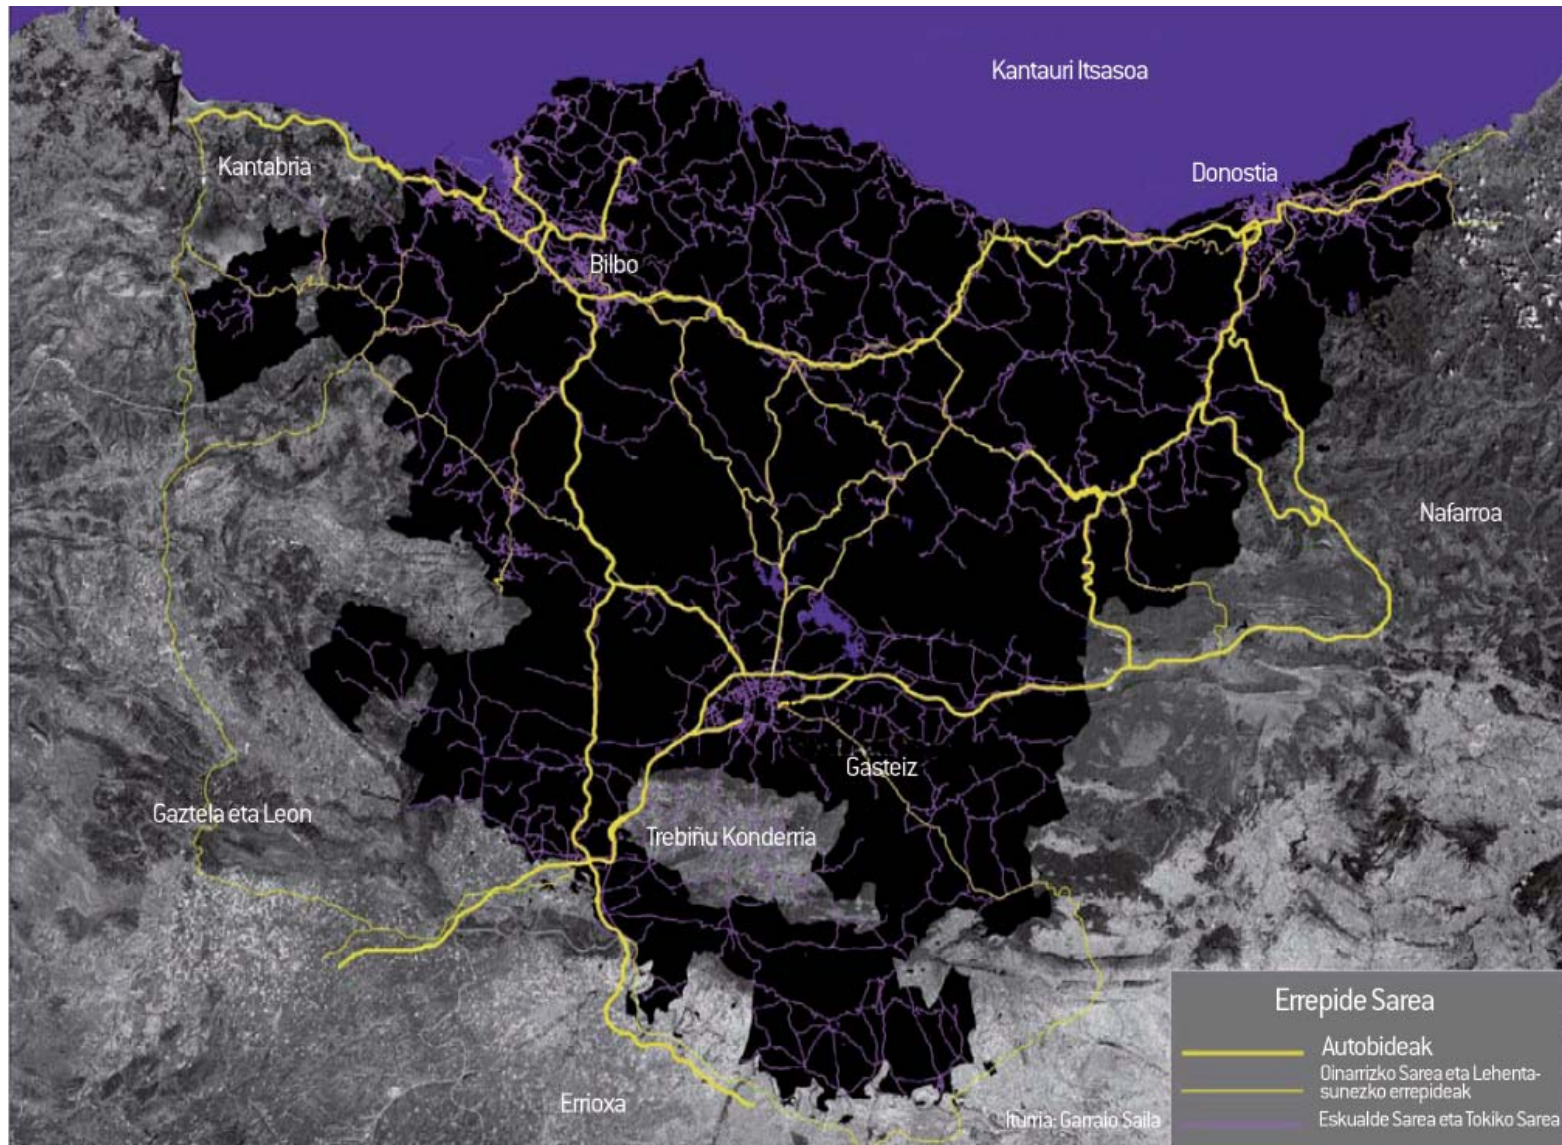 Kantauri Itsasoa
Kantabria
Donostia
Bilbo
Nafarroa
Gasteiz
Gaztela eta Leon
Trebiñu Konderria
Errioxa
Iturria: Garraio Saila
Errepide Sarea
Autobideak
Oinarrizko Sarea eta Lehenta-
sunezko errepideak
Eskualde Sarea eta Tokiko Sarea